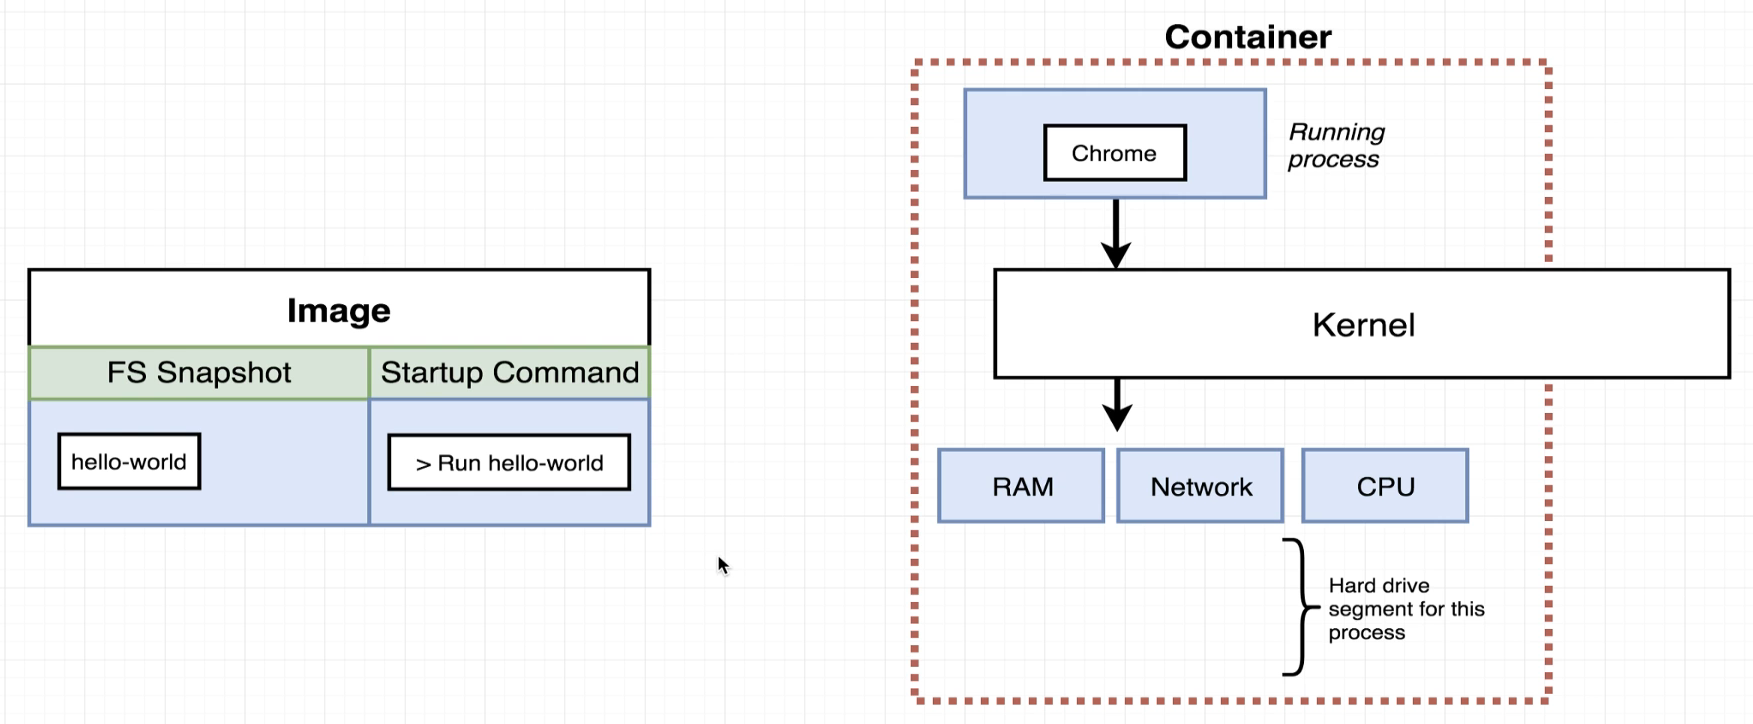 Container
Chrome
Running
process
Image
Kernel
FS Snapshot
Startup Command
hello-world
> Run hello-world
RAM
Network
CPU
Hard drive
segment for this
process